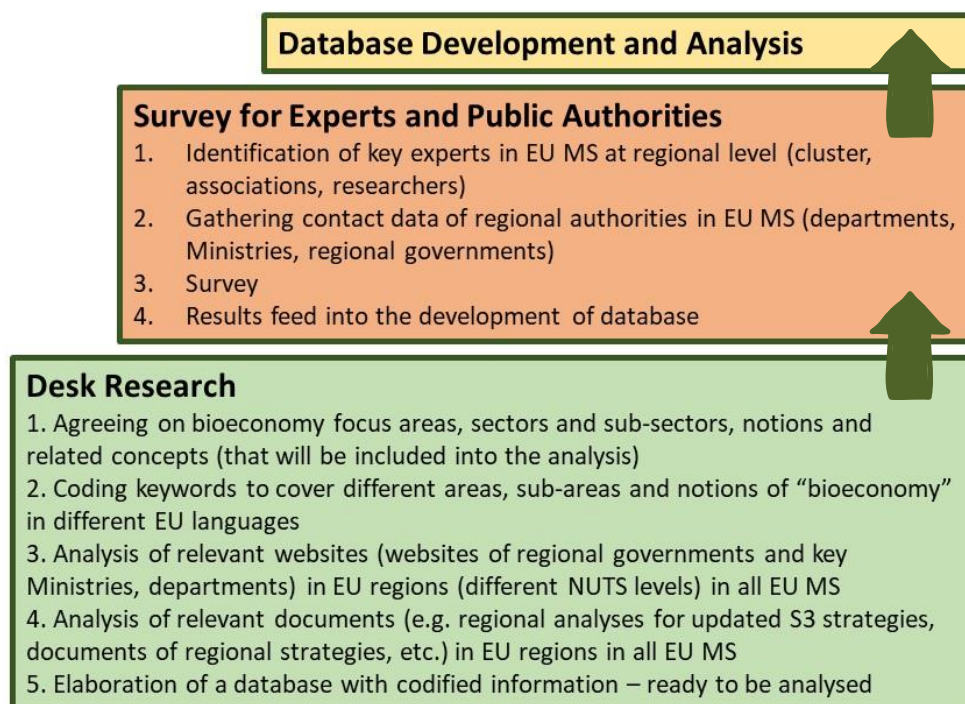 Database Development and Analysis
Survey for Experts and Public Authorities
1. Identification of key experts in EU MS at regional level (cluster,
associations, researchers)
2. Gathering contact data of regional authorities in EU MS (departments,
Ministries, regional governments)
3. Survey
4. Results feed into the development of database
Desk Research
1. Agreeing on bioeconomy focus areas, sectors and sub-sectors, notions and
related concepts (that will be included into the analysis)
2. Coding keywords to cover different areas, sub-areas and notions of “bioeconomy”
in different EU languages
3. Analysis of relevant websites (websites of regional governments and key
Ministries, departments) in EU regions (different NUTS levels) in all EU MS
4. Analysis of relevant documents (e.g. regional analyses for updated S3 strategies,
documents of regional strategies, etc.) in EU regions in all EU MS
5. Elaboration of a database with codified information – ready to be analysed